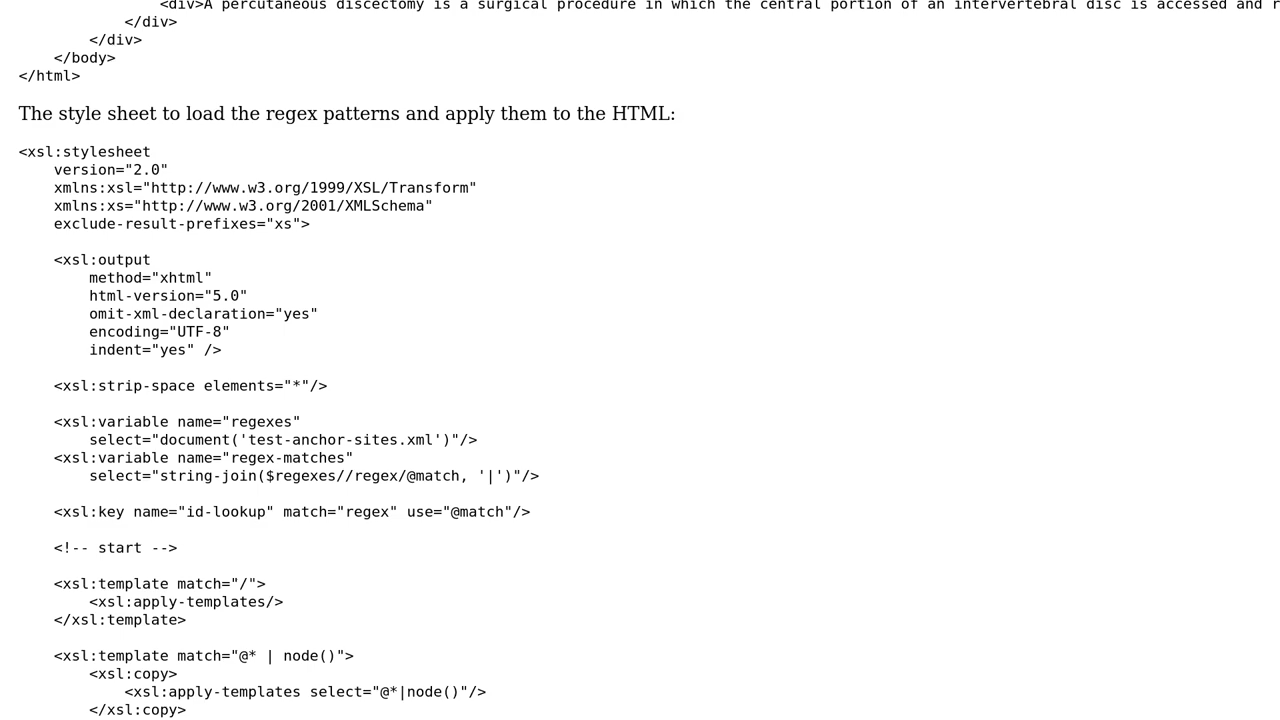 <div>A percutaneous discectomy is a surgical procedure in which the central portion of an intervertebral disc is accessed and r
</div>
</div>
</body>
</html>
The style sheet to load the regex patterns and apply them to the HTML:
<xsl:stylesheet
version="2.0"
xmlns:xsl="http://www.w3.org/1999/XSL/Transform"
xmlns:xs="http://www.w3.org/2001/XMLSchema"
exclude-result-prefixes="xs">
<xsl:output
method="xhtml"
html-version="5.0"
omit-xml-declaration="yes"
encoding="UTF-8"
indent="yes" />
<xsl:strip-space elements="*"/>
<xsl:variable name="regexes"
select="document('test-anchor-sites.xml')"/>
<xsl:variable name="regex-matches"
select="string-join($regexes//regex/@match, '|')"/>
<xsl:key name="id-lookup" match="regex" use="@match"/>
<!-- start -->
<xsl:template match="/">
<xsl:apply-templates/>
</xsl:template>
<xsl:template match="@* | node()">
<xsl:copy>
<xsl:apply-templates select="@*|node()"/>
</xsl:copy>